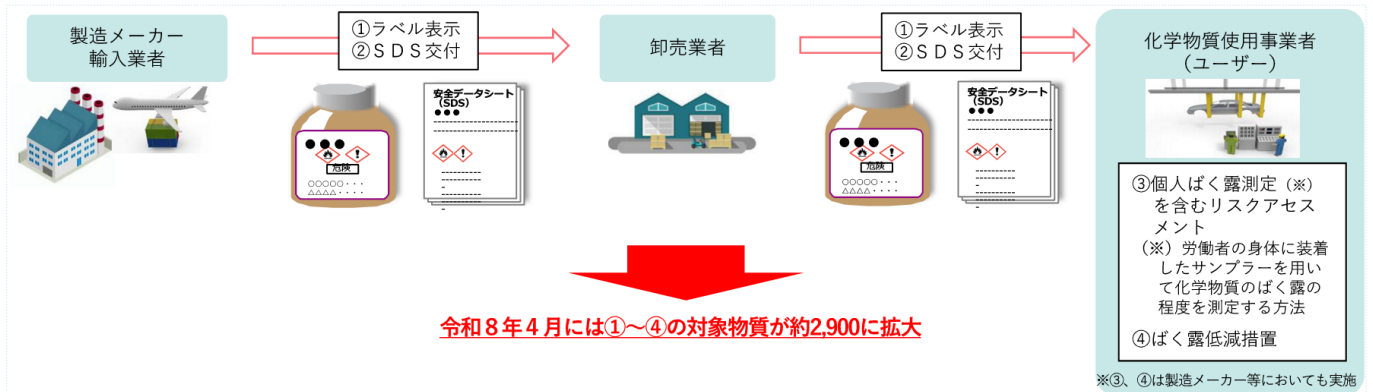 製造メーカー
輸入業者
①ラベル表示
②ＳＤＳ交付
卸売業者
①ラベル表示
②ＳＤＳ交付
化学物質使用事業者
（ユーザー）
安全データシート
（SDS）
●●●
●●●
危険
○○○○○・・・
△△△△・・・・
安全データシート
（SDS）
●●●
●●●
危険
○○○○○・・・
△△△△・・・・
③個人ばく露測定（※）
を含むリスクアセス
メント
（※）労働者の身体に装着
したサンプラーを用い
て化学物質のばく露の
程度を測定する方法
④ばく露低減措置
※③、④は製造メーカー等においても実施
令和８年４月には①～④の対象物質が約2,900に拡大